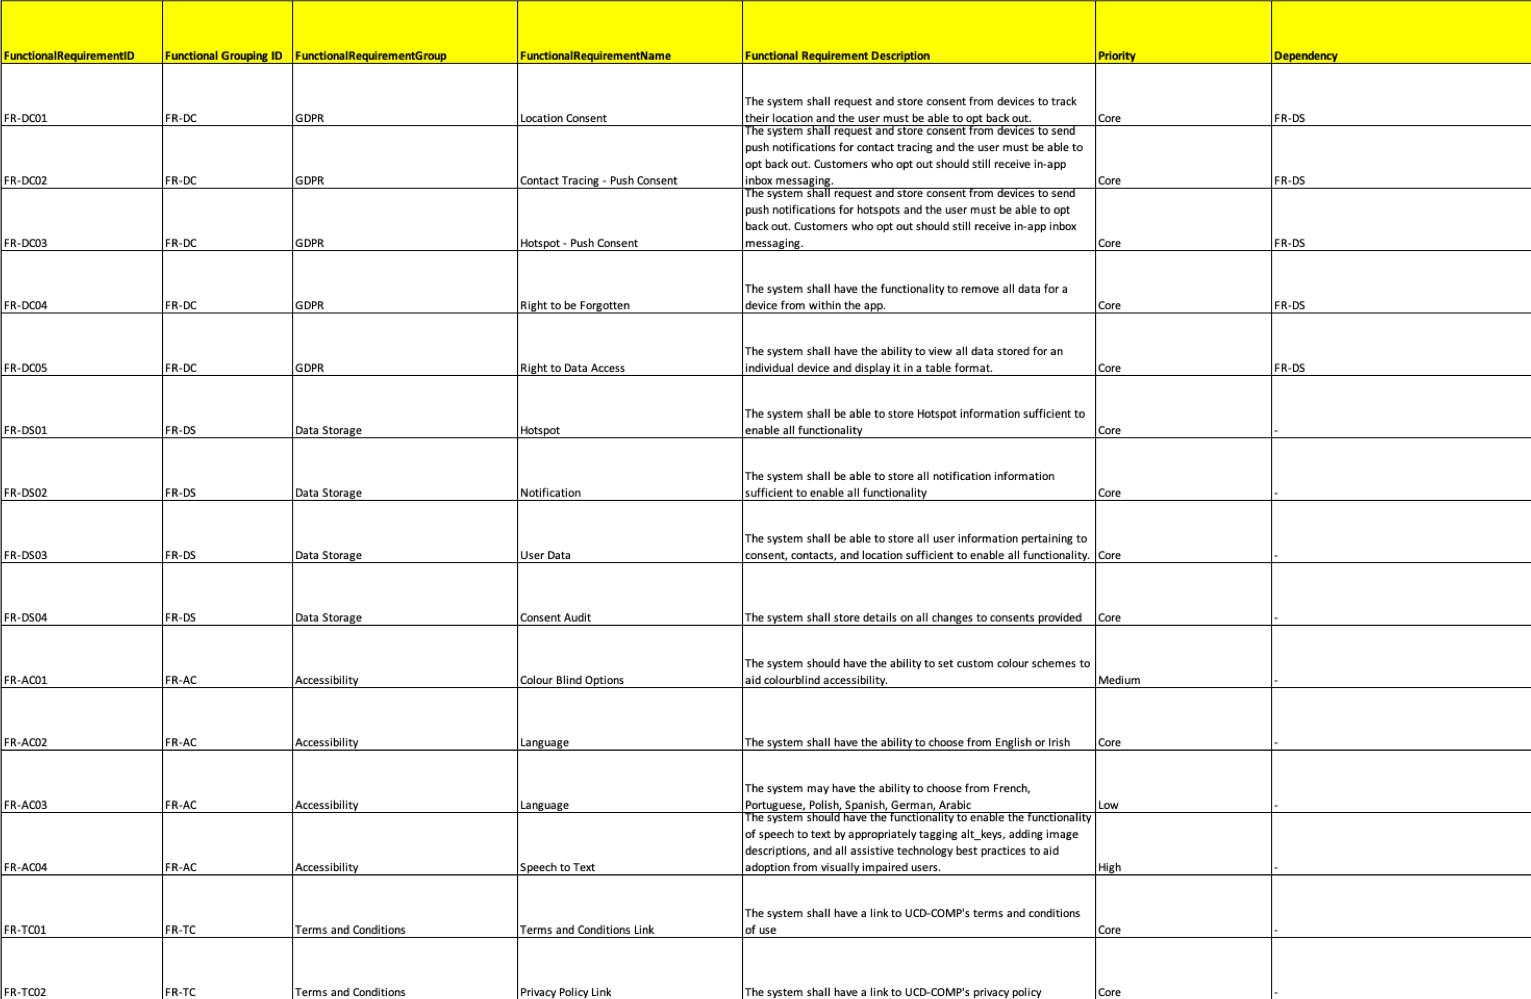 FunctionalRequirementID Functional Grouping ID FunctionalRequirementGroup FunctionalRequirementName Functional Requirement Description Priority Dependency
The system shall request and store consent from devices to track
FR-DC01 FR-DC GDPR Location Consent their location and the user must be able to opt back out. Core FR-DS
The system shall request and store consent from devices to send
push notifications for contact tracing and the user must be able to
opt back out. Customers who opt out should still receive in-app
FR-DC02 FR-DC GDPR Contact Tracing - Push Consent inbox messaging. Core FR-DS
The system shall request and store consent from devices to send
push notifications for hotspots and the user must be able to opt
back out. Customers who opt out should still receive in-app inbox
FR-DC03 FR-DC GDPR Hotspot - Push Consent messaging. Core FR-DS
The system shall have the functionality to remove all data for a
FR-DC04 FR-DC GDPR Right to be Forgotten device from within the app. Core FR-DS
The system shall have the ability to view all data stored for an
FR-DC05 FR-DC GDPR Right to Data Access individual device and display it in a table format. Core FR-DS
The system shall be able to store Hotspot information sufficient to
FR-DS01 FR-DS Data Storage Hotspot enable all functionality Core -
The system shall be able to store all notification information
FR-DS02 FR-DS Data Storage Notification sufficient to enable all functionality Core -
The system shall be able to store all user information pertaining to
FR-DS03 FR-DS Data Storage User Data consent, contacts, and location sufficient to enable all functionality. Core -
FR-DS04 FR-DS Data Storage Consent Audit The system shall store details on all changes to consents provided Core -
The system should have the ability to set custom colour schemes to
FR-AC01 FR-AC Accessibility Colour Blind Options aid colourblind accessibility. Medium -
FR-AC02 FR-AC Accessibility Language The system shall have the ability to choose from English or Irish Core -
The system may have the ability to choose from French,
FR-AC03 FR-AC Accessibility Language Portuguese, Polish, Spanish, German, Arabic Low -
The system should have the functionality to enable the functionality
of speech to text by appropriately tagging alt_keys, adding image
descriptions, and all assistive technology best practices to aid
FR-AC04 FR-AC Accessibility Speech to Text adoption from visually impaired users. High -
The system shall have a link to UCD-COMP's terms and conditions
FR-TC01 FR-TC Terms and Conditions Terms and Conditions Link of use Core -
FR-TC02 FR-TC Terms and Conditions Privacy Policy Link The system shall have a link to UCD-COMP's privacy policy Core -